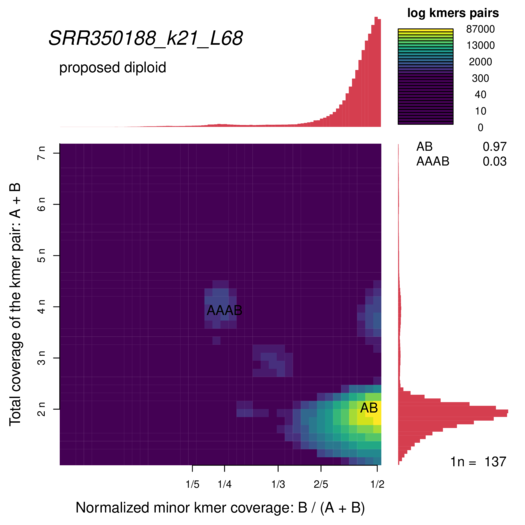 SRR350188_k21_L68
proposed diploid
log kmers pairs
87000
13000
2000
300
40
10
0
AB 0.97
AAAB 0.03
Total coverage of the kmer pair: A + B
7 n
6 n
5 n
4 n
3 n
2 n
AAAB
AB
1n = 137
1/5 1/4 1/3 2/5 1/2
Normalized minor kmer coverage: B / (A + B)